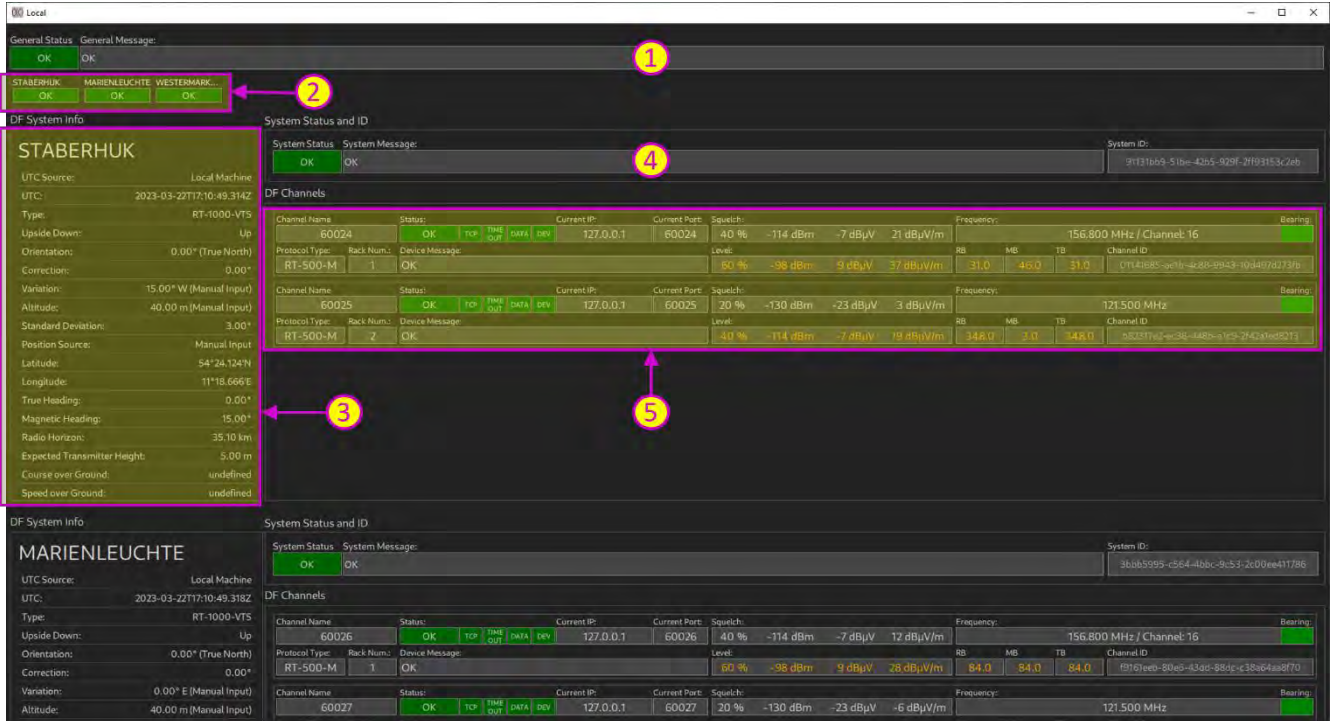 Local
General Status General Message:
OK OK
1
STABERHUK MARIENLEUCHTE WESTERMARK...
OK OK OK
2
DF System Info
STABERHUK
UTC Source: Local Machine
UTC: 2023-03-22T17:10:49.314Z
Type: RT-1000-VTS
Upside Down: Up
Orientation: 0.00° (True North)
Correction: 0.00°
Variation: 15.00° W (Manual Input)
Altitude: 40.00 m (Manual Input)
Standard Deviation: 3.00°
Position Source: Manual Input
Latitude: 54°24.124'N
Longitude: 11°18.666'E
True Heading: 0.00°
Magnetic Heading: 15.00°
Radio Horizon: 35.10 km
Expected Transmitter Height: 5.00 m
Course over Ground: undefined
Speed over Ground: undefined
3
System Status and ID
System Status System Message: System ID:
OK OK
4
DF Channels
Channel Name Status: Current IP: Current Port: Squelch: Frequency: Bearing:
60024 OK TCP TIME OUT DATA DEV 127.0.0.1 60024 40 % -114 dBm -7 dBµV 21 dBµV/m 156.800 MHz / Channel: 16
Protocol Type: Rack Num.: Device Message: Level: RB MB TB Channel ID
RT-500-M 1 OK 60 % -98 dBm 9 dBµV 37 dBµV/m 31.0 46.0 31.0
Channel Name Status: Current IP: Current Port: Squelch: Frequency: Bearing:
60025 OK TCP TIME OUT DATA DEV 127.0.0.1 60025 20 % -130 dBm -23 dBµV 3 dBµV/m 121.500 MHz
Protocol Type: Rack Num.: Device Message: Level: RB MB TB Channel ID
RT-500-M 2 OK 40 % -114 dBm -7 dBµV 19 dBµV/m 348.0 3.0 348.0
5
DF System Info
MARIENLEUCHTE
UTC Source: Local Machine
UTC: 2023-03-22T17:10:49.318Z
Type: RT-1000-VTS
Upside Down: Up
Orientation: 0.00° (True North)
Correction: 0.00°
Variation: 0.00° E (Manual Input)
Altitude: 40.00 m (Manual Input)
System Status and ID
System Status System Message: System ID:
OK OK 3bbb5995-c564-4bbc-9c53-2c00ee411786
DF Channels
Channel Name Status: Current IP: Current Port: Squelch: Frequency: Bearing:
60026 OK TCP TIME OUT DATA DEV 127.0.0.1 60026 40 % -114 dBm -7 dBµV 12 dBµV/m 156.800 MHz / Channel: 16
Protocol Type: Rack Num.: Device Message: Level: RB MB TB Channel ID
RT-500-M 1 OK 60 % -98 dBm 9 dBµV 28 dBµV/m 84.0 84.0 84.0
Channel Name Status: Current IP: Current Port: Squelch: Frequency: Bearing:
60027 OK TCP TIME OUT DATA DEV 127.0.0.1 60027 20 % -130 dBm -23 dBµV -6 dBµV/m 121.500 MHz